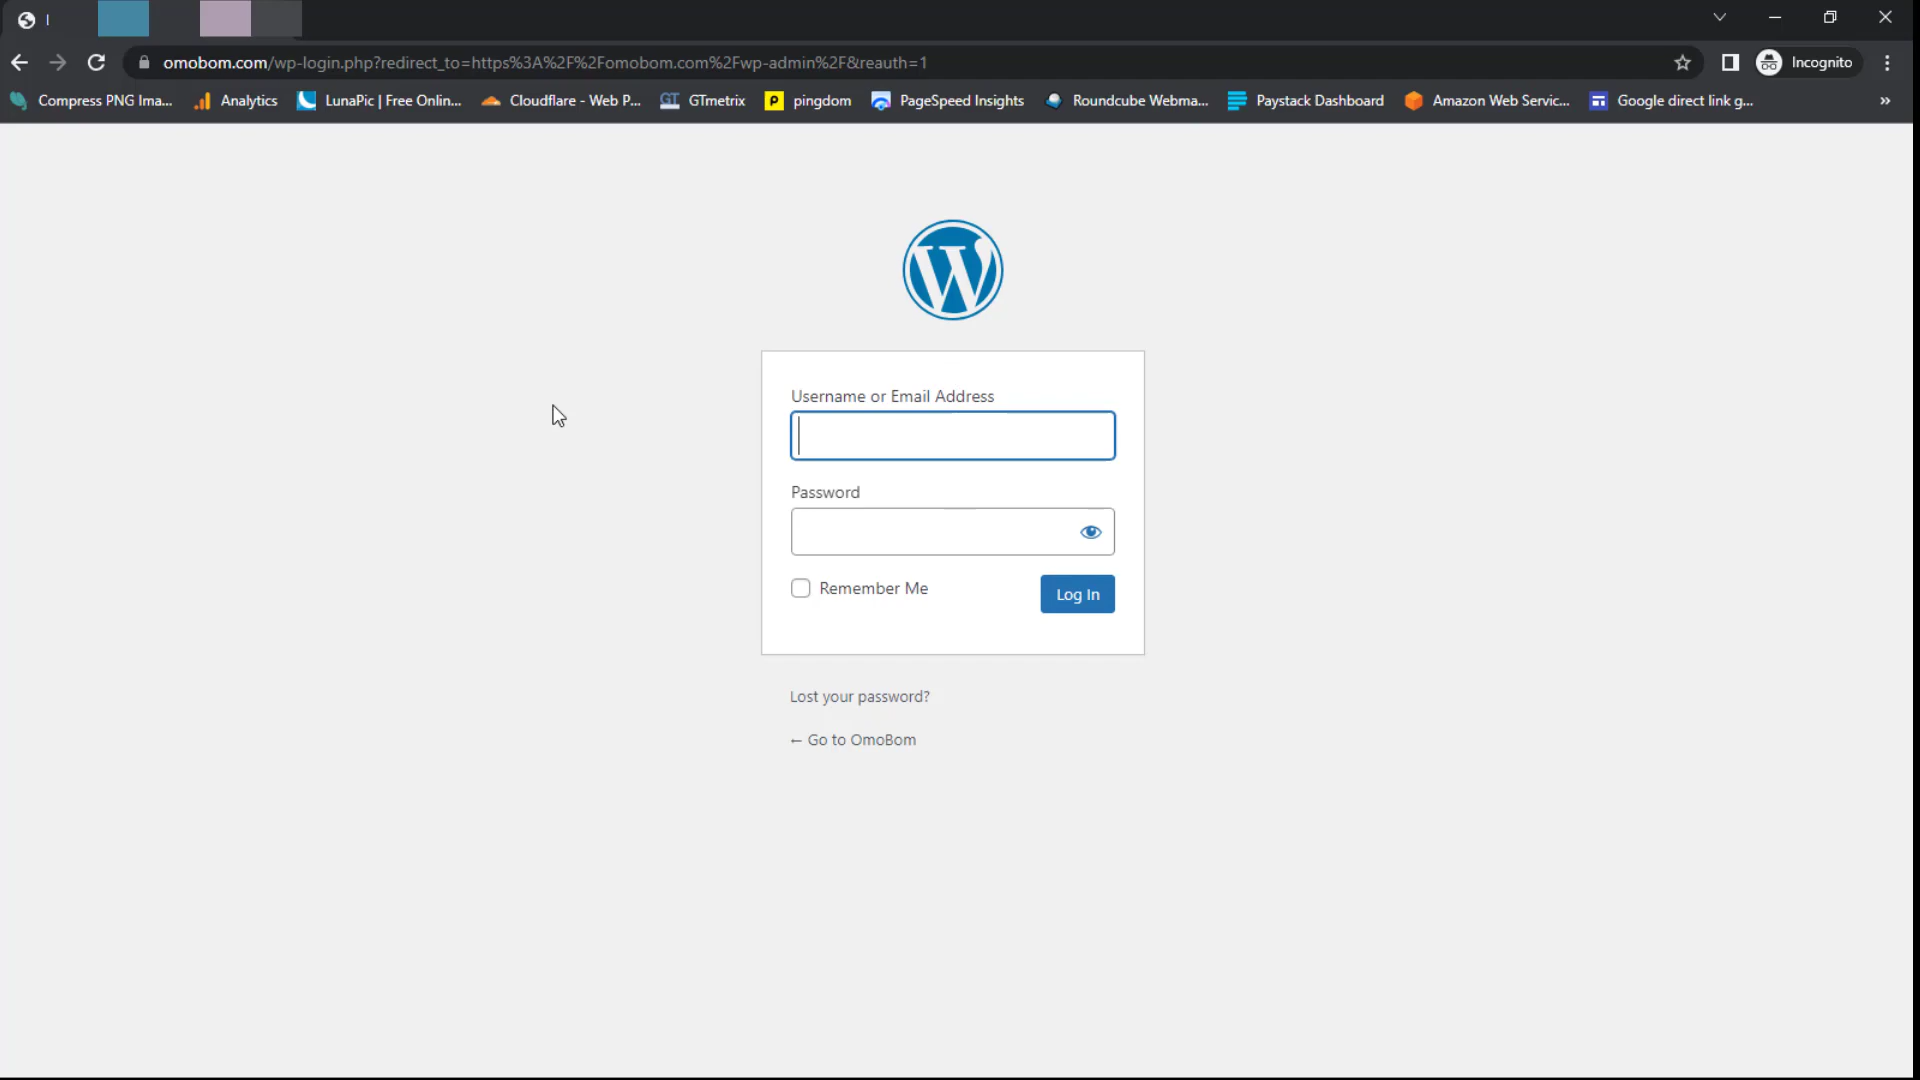 omobom.com/wp-login.php?redirect_to=https%3A%2F%2Fomobom.com%2Fwp-admin%2F&reauth=1
Incognito
Compress PNG Ima...
Analytics
LunaPic | Free Onlin...
Cloudflare - Web P...
GTmetrix
pingdom
PageSpeed Insights
Roundcube Webma...
Paystack Dashboard
Amazon Web Servic...
Google direct link g...
»
Username or Email Address
Password
Remember Me
Log In
Lost your password?
← Go to OmoBom